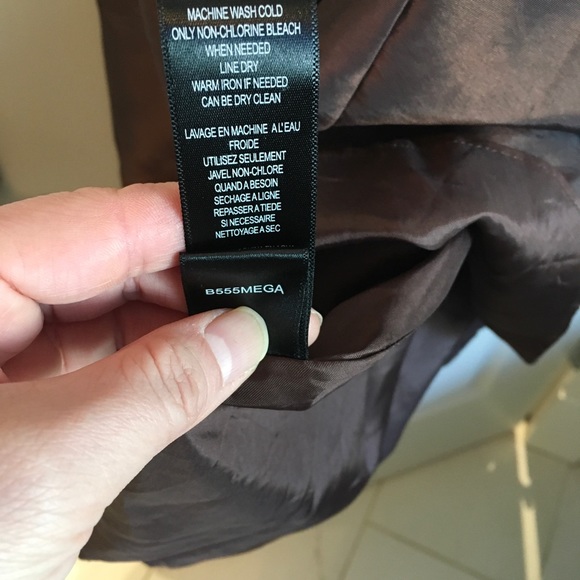 MACHINE WASH COLD
ONLY NON-CHLORINE BLEACH
WHEN NEEDED
LINE DRY
WARM IRON IF NEEDED
CAN BE DRY CLEAN
LAVAGE EN MACHINE A L'EAU
FROIDE
UTILISEZ SEULEMENT
JAVEL NON-CHLORE
QUAND A BESOIN
SECHAGE A LIGNE
REPASSER A TIEDE
SI NECESSAIRE
NETTOYAGE A SEC
B555MEGA